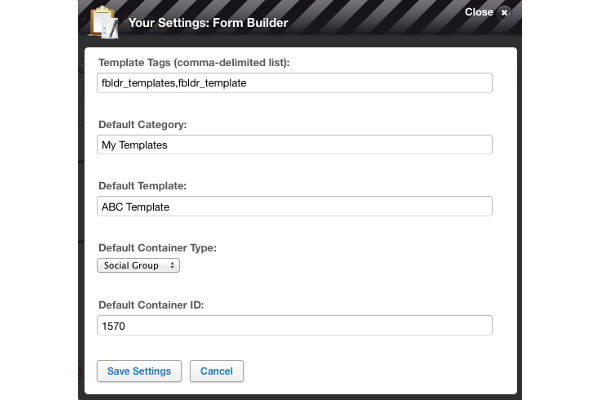 Your Settings: Form Builder
Close
Template Tags (comma-delimited list):
fbldr_templates,fbldr_template
Default Category:
My Templates
Default Template:
ABC Template
Default Container Type:
Social Group
Default Container ID:
1570
Save Settings Cancel